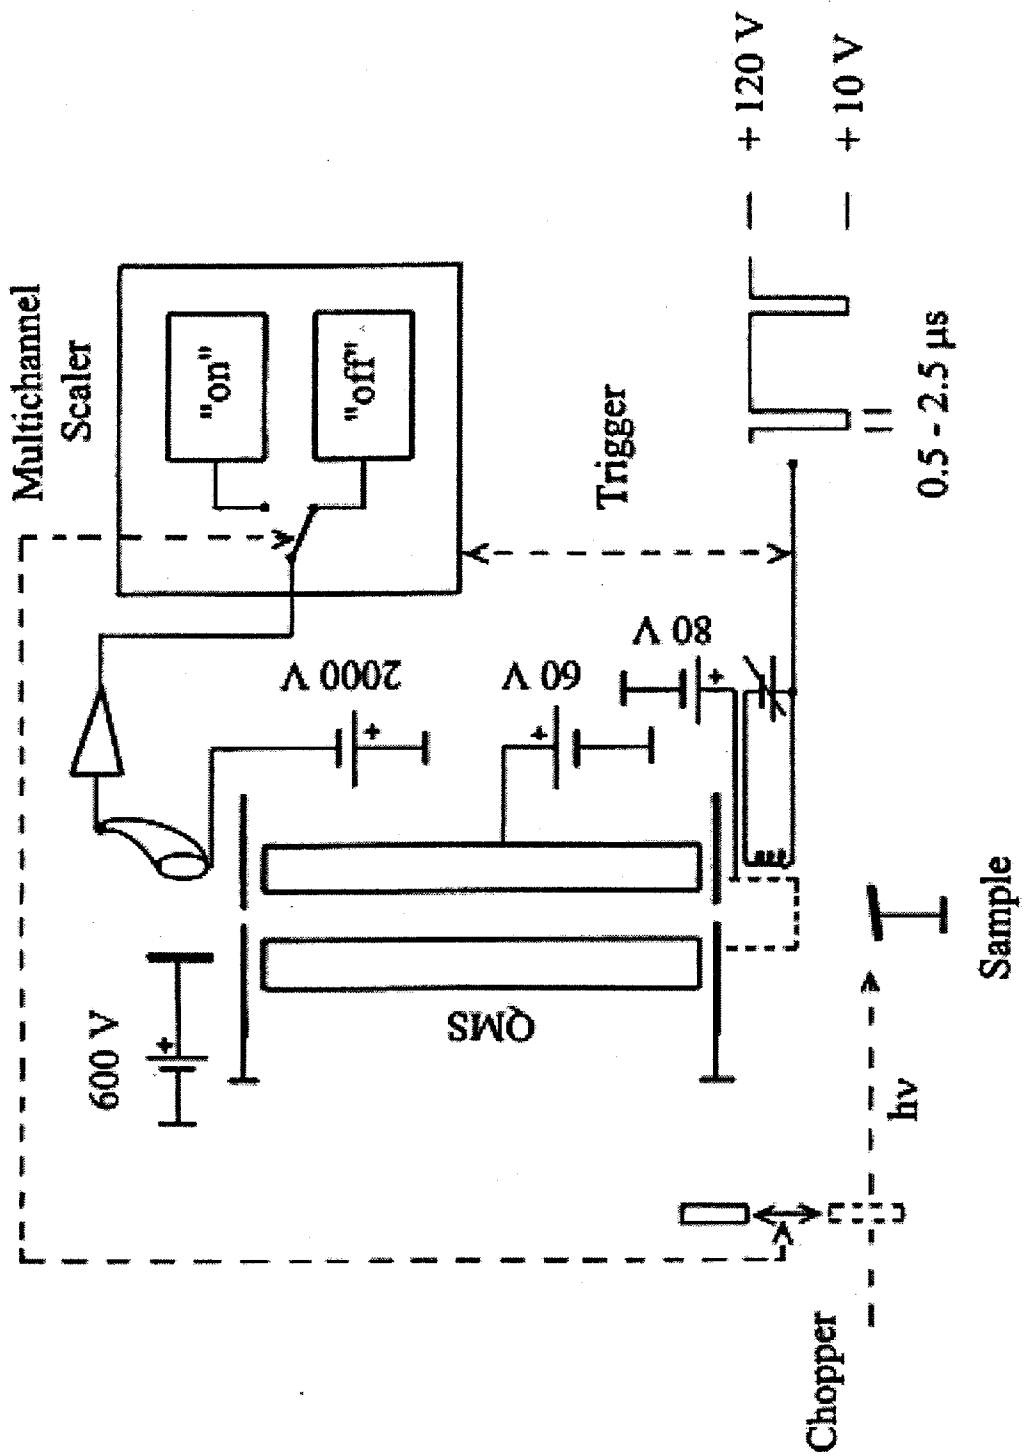 Multichannel
Scaler
"on"
"off"
Trigger
+ 120 V
+ 10 V
0.5 - 2.5 µs
2000 V
60 V
80 V
600 V
QMS
Sample
hν
Chopper
+
+
+
+